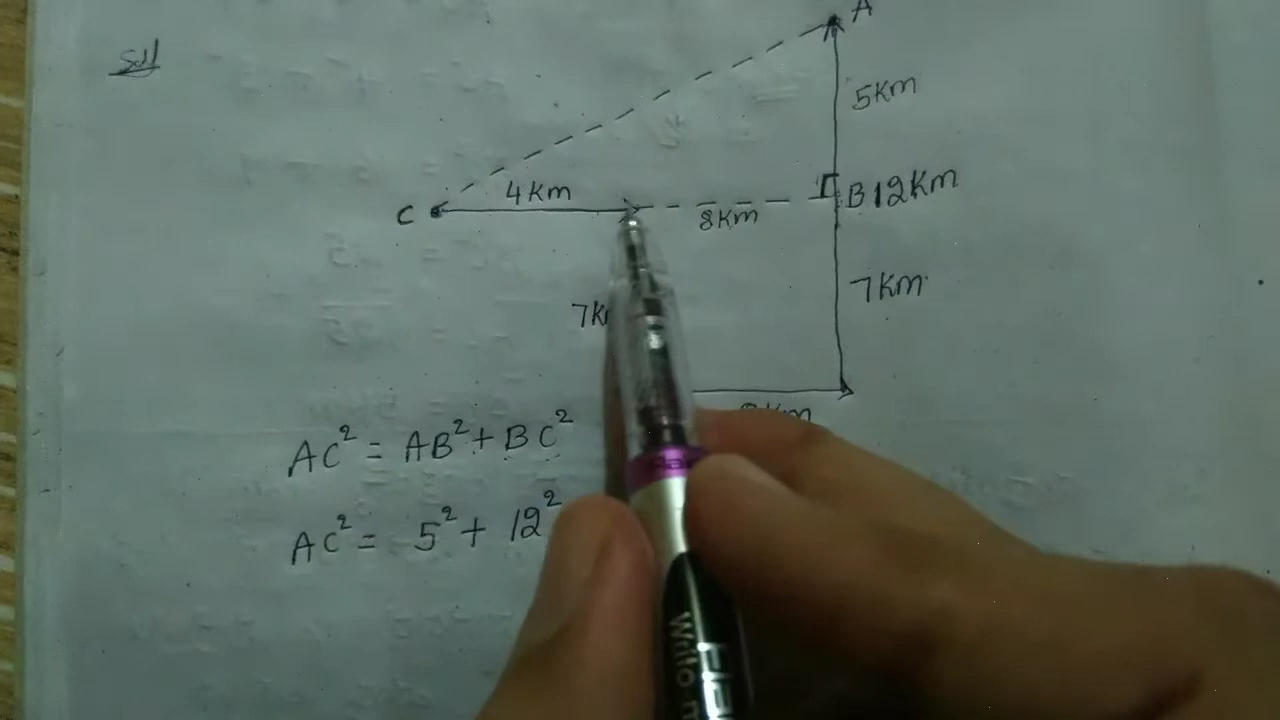 Sol
A
5Km
C
4Km
8Km
B
12Km
7Km
AC² = AB² + BC²
AC² = 5² + 12²